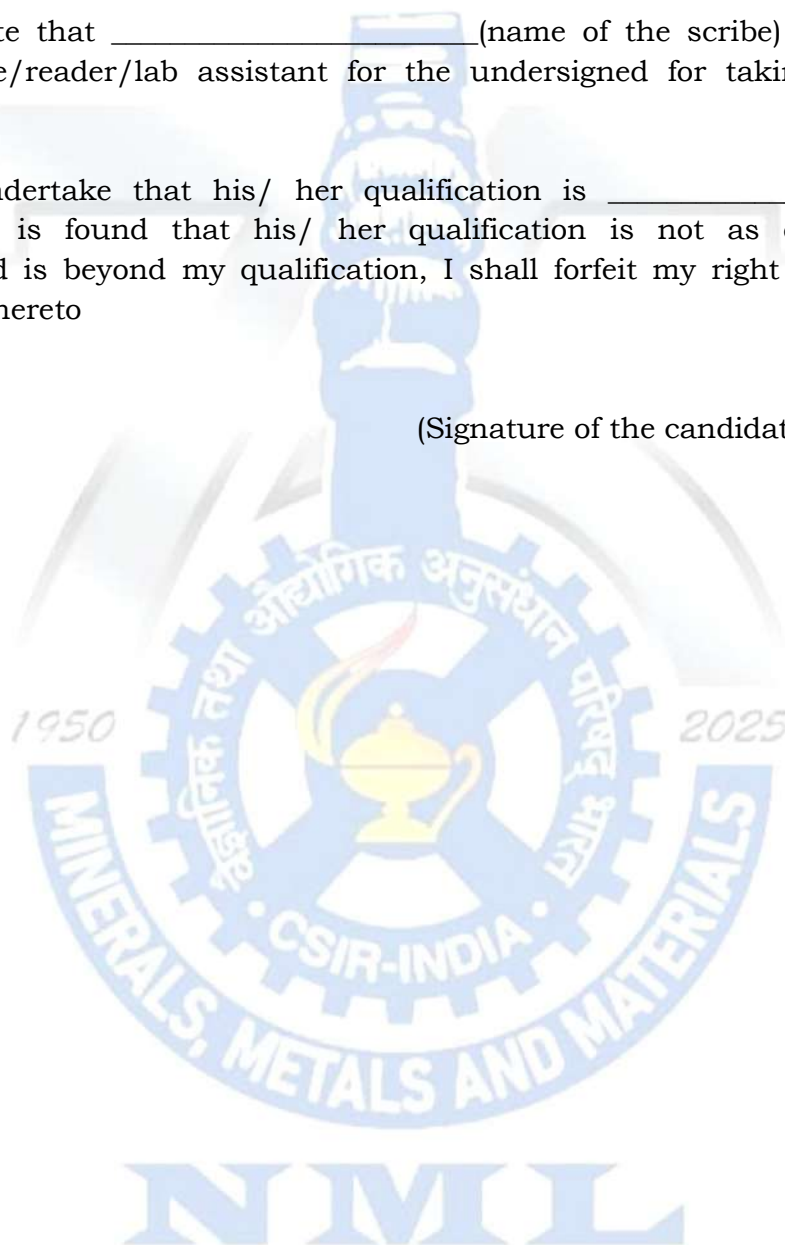 te that _________________________(name of the scribe)
e/reader/lab assistant for the undersigned for takin
ndertake that his/ her qualification is ____________
is found that his/ her qualification is not as
d is beyond my qualification, I shall forfeit my right
hereto
(Signature of the candidat
वैज्ञानिक तथा औद्योगिक अनुसंधान परिषद् भारत
1950
2025
CSIR-INDIA
MINERALS, METALS AND MATERIALS
NML